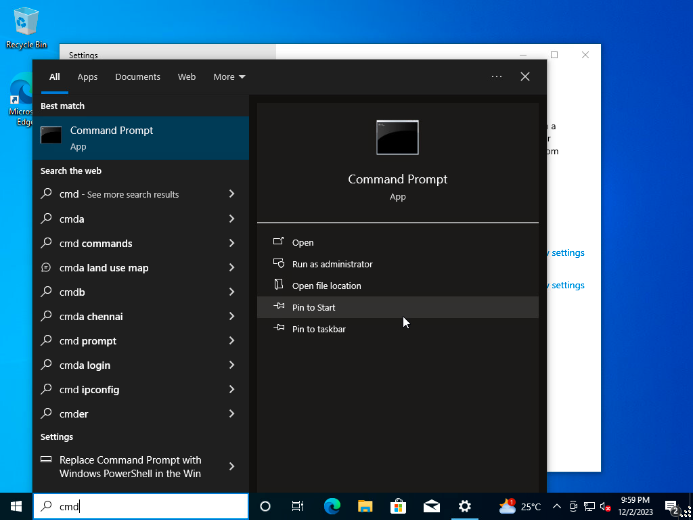 Recycle Bin
Settings
Micros
Edge
All
Apps
Documents
Web
More
Best match
Command Prompt
App
Search the web
cmd - See more search results
cmda
cmd commands
cmda land use map
cmdb
cmda chennai
cmd prompt
cmda login
cmd ipconfig
cmder
Settings
Replace Command Prompt with
Windows PowerShell in the Win
Command Prompt
App
Open
Run as administrator
Open file location
Pin to Start
Pin to taskbar
a
r
om
settings
settings
cmd
1
25°C
9:59 PM
12/2/2023
2